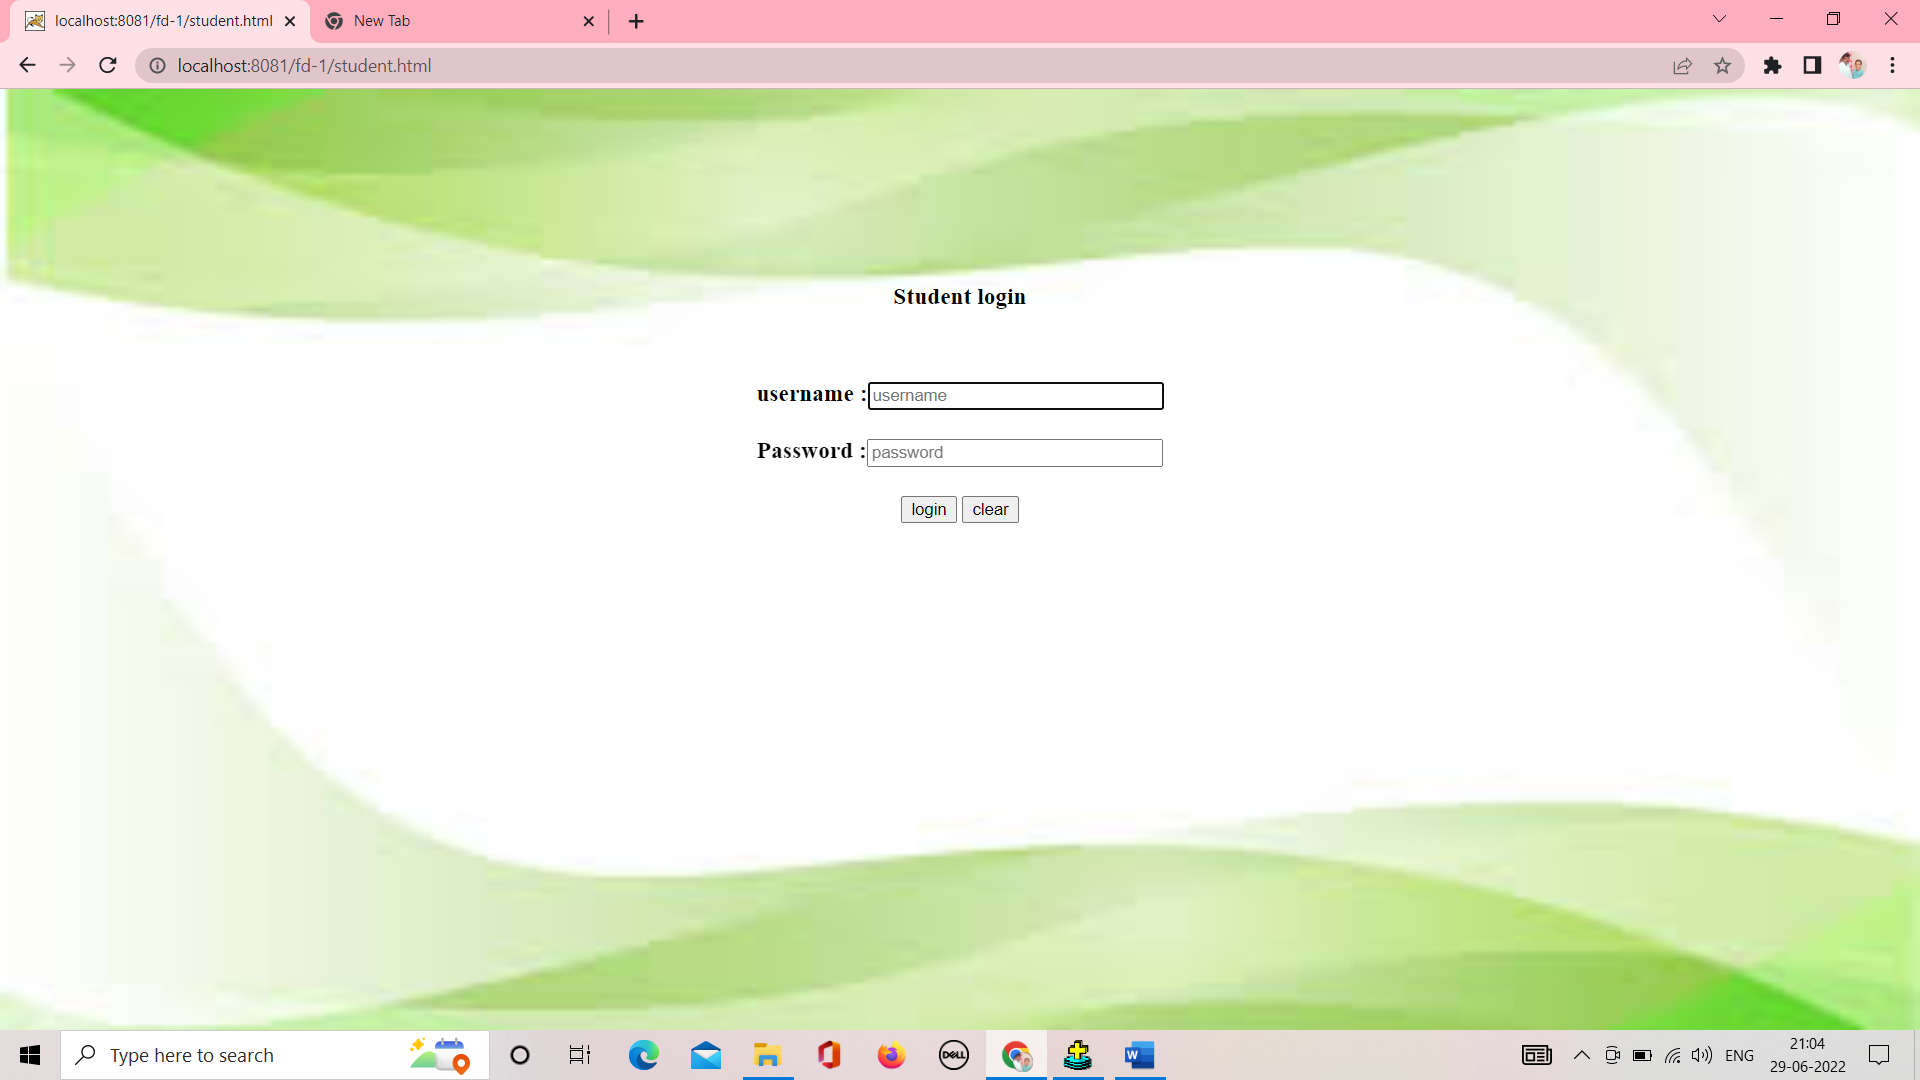 localhost:8081/fd-1/student.html
New Tab
localhost:8081/fd-1/student.html
Student login
username :username
Password :password
login clear
Type here to search
DELL
W
ENG
21:04
29-06-2022